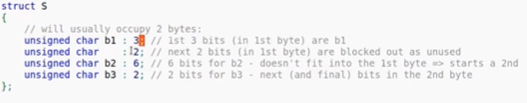 struct S
{
// will usually occupy 2 bytes:
unsigned char b1 : 3; // 1st 3 bits (in 1st byte) are b1
unsigned char :2; // next 2 bits (in 1st byte) are blocked out as unused
unsigned char b2 : 6; // 6 bits for b2 - doesn't fit into the 1st byte => starts a 2nd
unsigned char b3 : 2; // 2 bits for b3 - next (and final) bits in the 2nd byte
};